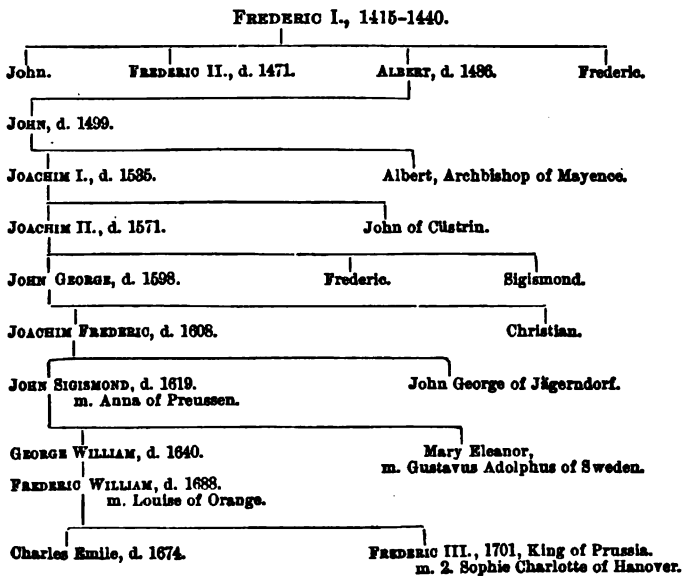 FREDERIC I., 1415-1440.
John. FREDERIC II., d. 1471. ALBERT, d. 1486. Frederic.
JOHN, d. 1499.
JOACHIM I., d. 1535. Albert, Archbishop of Mayence.
JOACHIM II., d. 1571. John of Cüstrin.
JOHN GEORGE, d. 1598. Frederic. Sigismond.
JOACHIM FREDERIC, d. 1608. Christian.
JOHN SIGISMOND, d. 1619. John George of Jägerndorf.
m. Anna of Preussen.
GEORGE WILLIAM, d. 1640. Mary Eleanor,
m. Gustavus Adolphus of Sweden.
FREDERIC WILLIAM, d. 1688.
m. Louise of Orange.
Charles Emile, d. 1674. FREDERIC III., 1701, King of Prussia.
m. 2. Sophie Charlotte of Hanover.